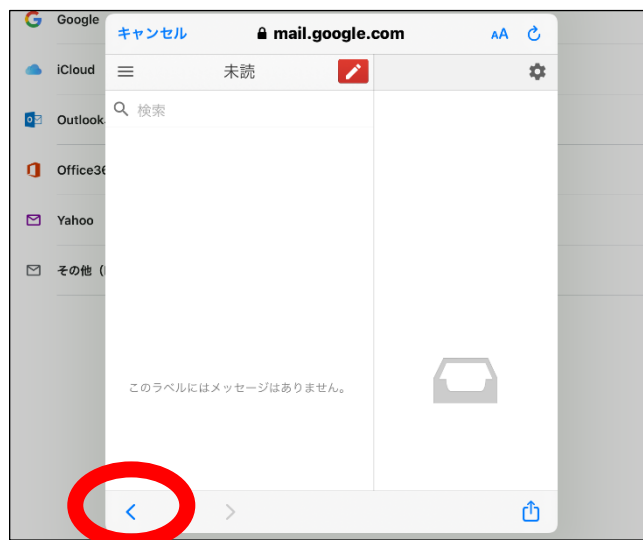 Google
キャンセル mail.google.com AA
iCloud
未読
検索
Outlook
Office36
Yahoo
その他
このラベルにはメッセージはありません。